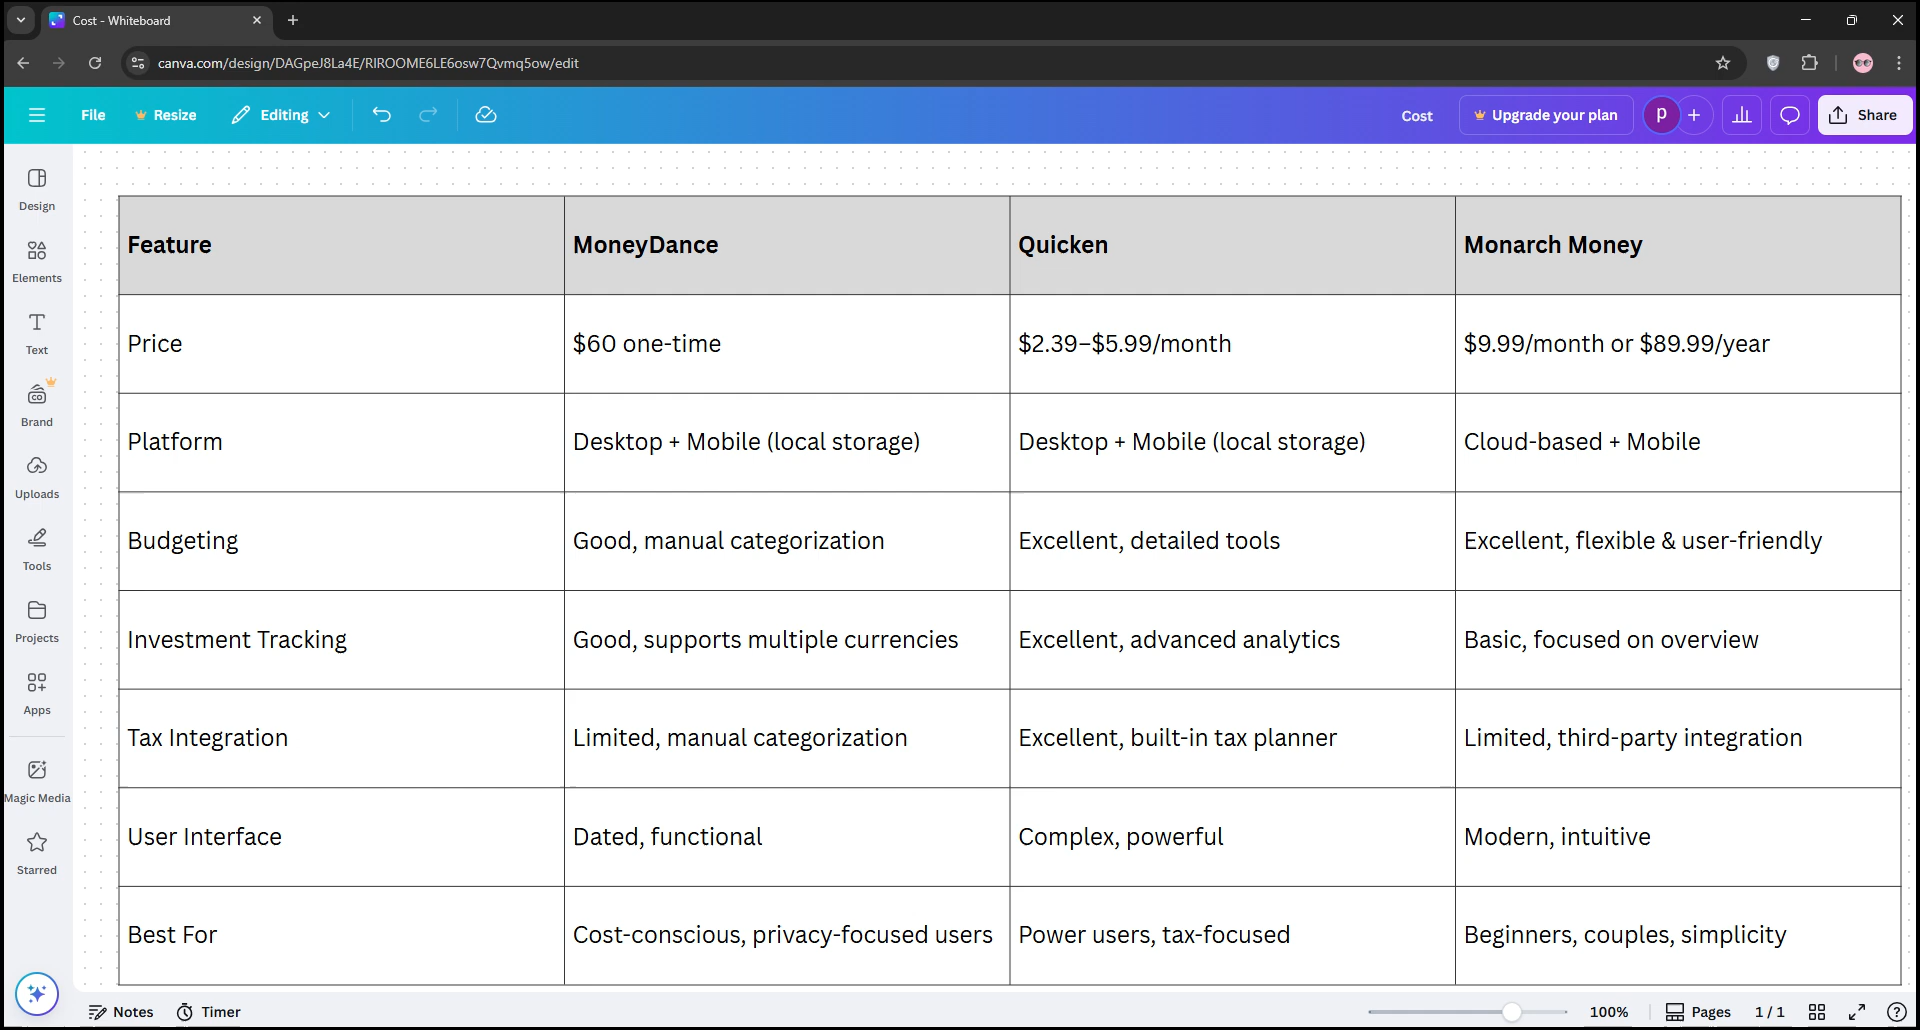 Cost - Whiteboard
canva.com/design/DAGpeJ8La4E/RIROOME6LE6osw7Qvmq5ow/edit
File
Resize
Editing
Cost
Upgrade your plan
P
Share
Design
Elements
Text
Brand
Uploads
Tools
Projects
Apps
Magic Media
Starred
Feature MoneyDance Quicken Monarch Money
Price $60 one-time $2.39–$5.99/month $9.99/month or $89.99/year
Platform Desktop + Mobile (local storage) Desktop + Mobile (local storage) Cloud-based + Mobile
Budgeting Good, manual categorization Excellent, detailed tools Excellent, flexible & user-friendly
Investment Tracking Good, supports multiple currencies Excellent, advanced analytics Basic, focused on overview
Tax Integration Limited, manual categorization Excellent, built-in tax planner Limited, third-party integration
User Interface Dated, functional Complex, powerful Modern, intuitive
Best For Cost-conscious, privacy-focused users Power users, tax-focused Beginners, couples, simplicity
Notes
Timer
100%
Pages
1 / 1